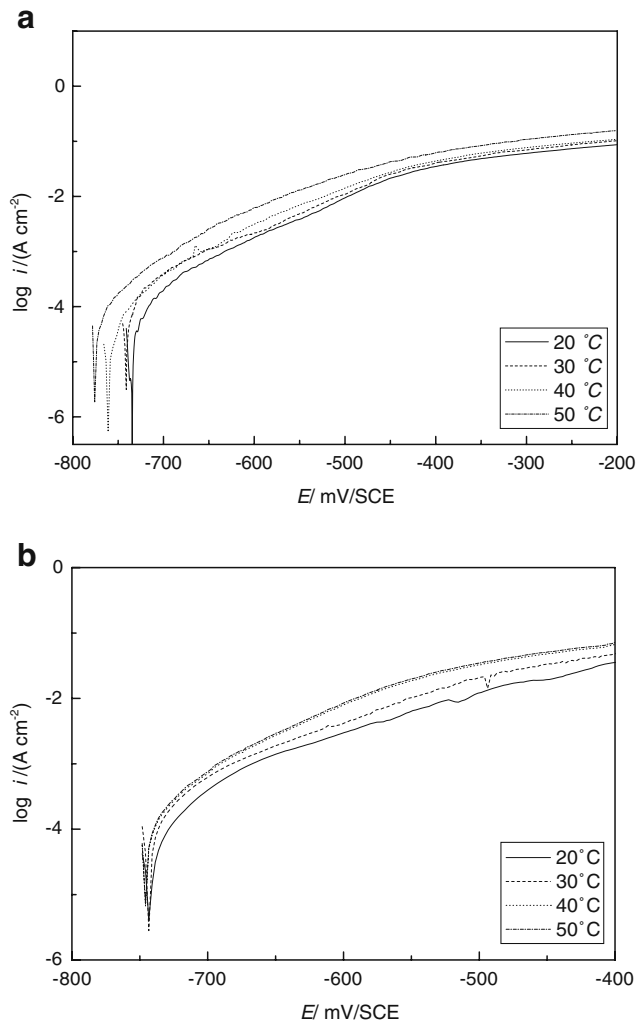 a
0
-2
-4
-6
log i/(A cm⁻²)
20 °C
30 °C
40 °C
50 °C
-800 -700 -600 -500 -400 -300 -200
E/ mV/SCE
b
0
-2
-4
-6
log i/(A cm⁻²)
20°C
30°C
40°C
50°C
-800 -700 -600 -500 -400
E/ mV/SCE